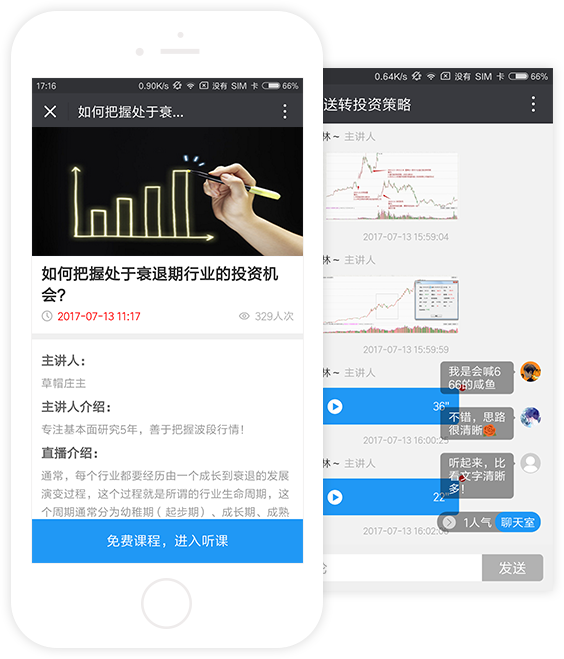 17:16
0.90K/s
没有 SIM 卡
66%
如何把握处于衰...
如何把握处于衰退期行业的投资机
会?
2017-07-13 11:17
329人次
主讲人:
草帽庄主
主讲人介绍:
专注基本面研究5年，善于把握波段行情!
直播介绍:
通常，每个行业都要经历由一个成长到衰退的发展
演变过程，这个过程就是所谓的行业生命周期，这
个周期通常分为幼稚期（起步期）、成长期、成熟
免费课程，进入听课
0.64K/s
没有 SIM 卡
66%
送转投资策略
林~ 主讲人
2017-07-13 15:59:04
林~ 主讲人
2017-07-13 15:59:59
林~ 主讲人
36"
2017-07-13 16:00:25
林~ 主讲人
22"
2017-07-13 16:02:06
我是会喊6
66的咸鱼
不错，思路
很清晰
听起来，比
看文字清晰
多!
1人气
聊天室
论
发送